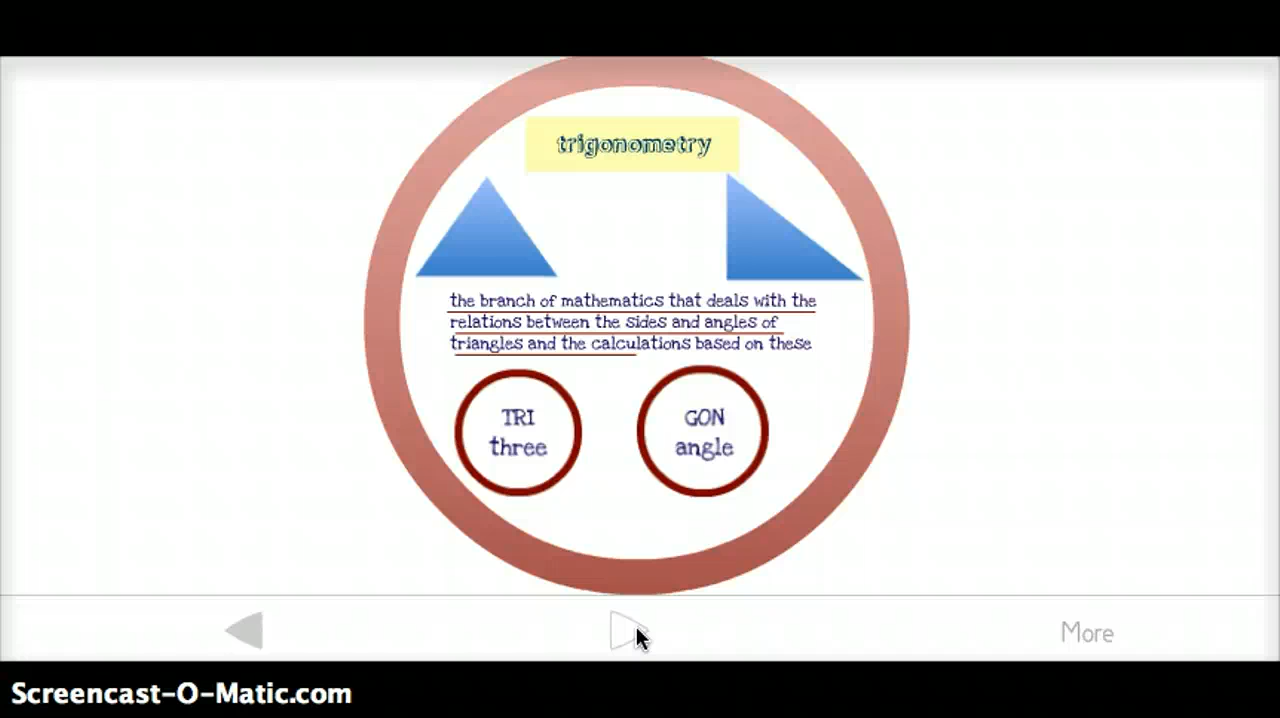 trigonometry
the branch of mathematics that deals with the
relations between the sides and angles of
triangles and the calculations based on these
TRI
three
GON
angle
More
Screencast-O-Matic.com